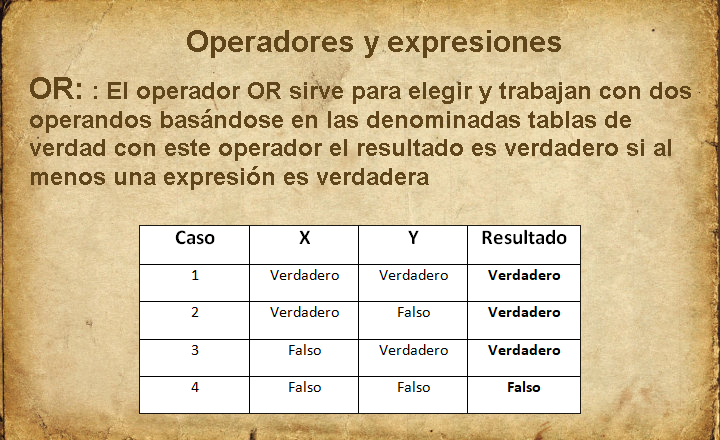 Operadores y expresiones
OR: : El operador OR sirve para elegir y trabajan con dos
operandos basándose en las denominadas tablas de
verdad con este operador el resultado es verdadero si al
menos una expresión es verdadera
Caso X Y Resultado
1 Verdadero Verdadero Verdadero
2 Verdadero Falso Verdadero
3 Falso Verdadero Verdadero
4 Falso Falso Falso